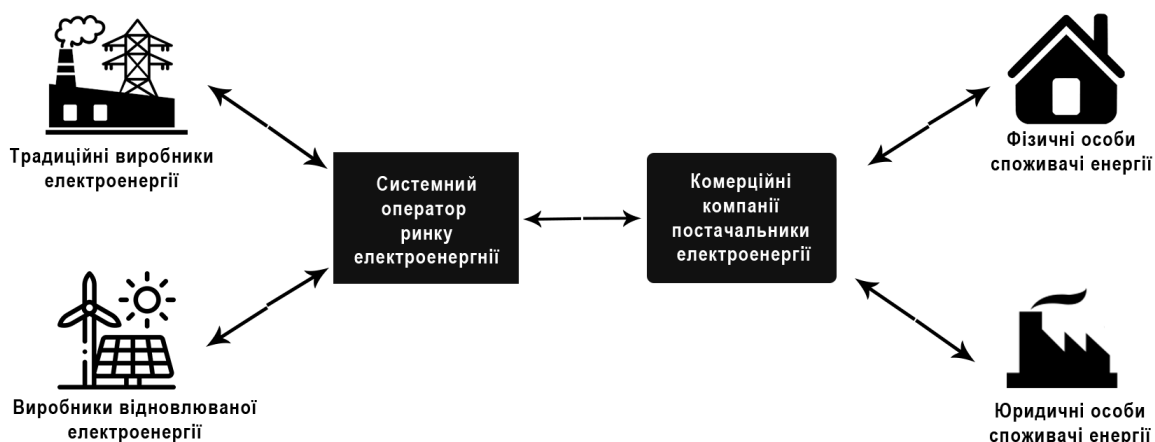 Традиційні виробники
електроенергії
Системний
оператор
ринку
електроенергнії
Комерційні
компанії
постачальники
електроенергії
Фізичні особи
споживачі енергії
Виробники відновлюваної
електроенергії
Юридичні особи
споживачі енергії